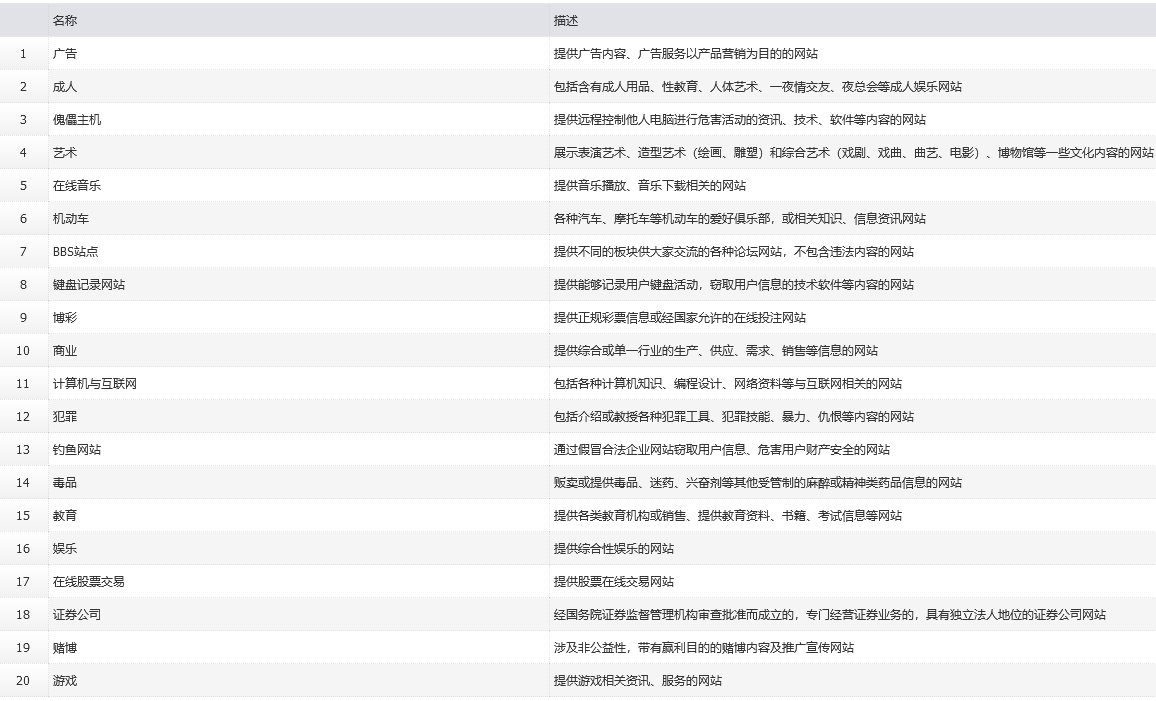 名称 描述
1 广告 提供广告内容、广告服务以产品营销为目的的网站
2 成人 包括含有成人用品、性教育、人体艺术、一夜情交友、夜总会等成人娱乐网站
3 傀儡主机 提供远程控制他人电脑进行危害活动的资讯、技术、软件等内容的网站
4 艺术 展示表演艺术、造型艺术（绘画、雕塑）和综合艺术（戏剧、戏曲、曲艺、电影）、博物馆等一些文化内容的网站
5 在线音乐 提供音乐播放、音乐下载相关的网站
6 机动车 各种汽车、摩托车等机动车的爱好俱乐部，或相关知识、信息资讯网站
7 BBS站点 提供不同的板块供大家交流的各种论坛网站，不包含违法内容的网站
8 键盘记录网站 提供能够记录用户键盘活动，窃取用户信息的技术软件等内容的网站
9 博彩 提供正规彩票信息或经国家允许的在线投注网站
10 商业 提供综合或单一行业的生产、供应、需求、销售等信息的网站
11 计算机与互联网 包括各种计算机知识、编程设计、网络资料等与互联网相关的网站
12 犯罪 包括介绍或教授各种犯罪工具、犯罪技能、暴力、仇恨等内容的网站
13 钓鱼网站 通过假冒合法企业网站窃取用户信息、危害用户财产安全的网站
14 毒品 贩卖或提供毒品、迷药、兴奋剂等其他受管制的麻醉或精神类药品信息的网站
15 教育 提供各类教育机构或销售、提供教育资料、书籍、考试信息等网站
16 娱乐 提供综合性娱乐的网站
17 在线股票交易 提供股票在线交易网站
18 证券公司 经国务院证券监督管理机构审查批准而成立的，专门经营证券业务的，具有独立法人地位的证券公司网站
19 赌博 涉及非公益性，带有赢利目的的赌博内容及推广宣传网站
20 游戏 提供游戏相关资讯、服务的网站